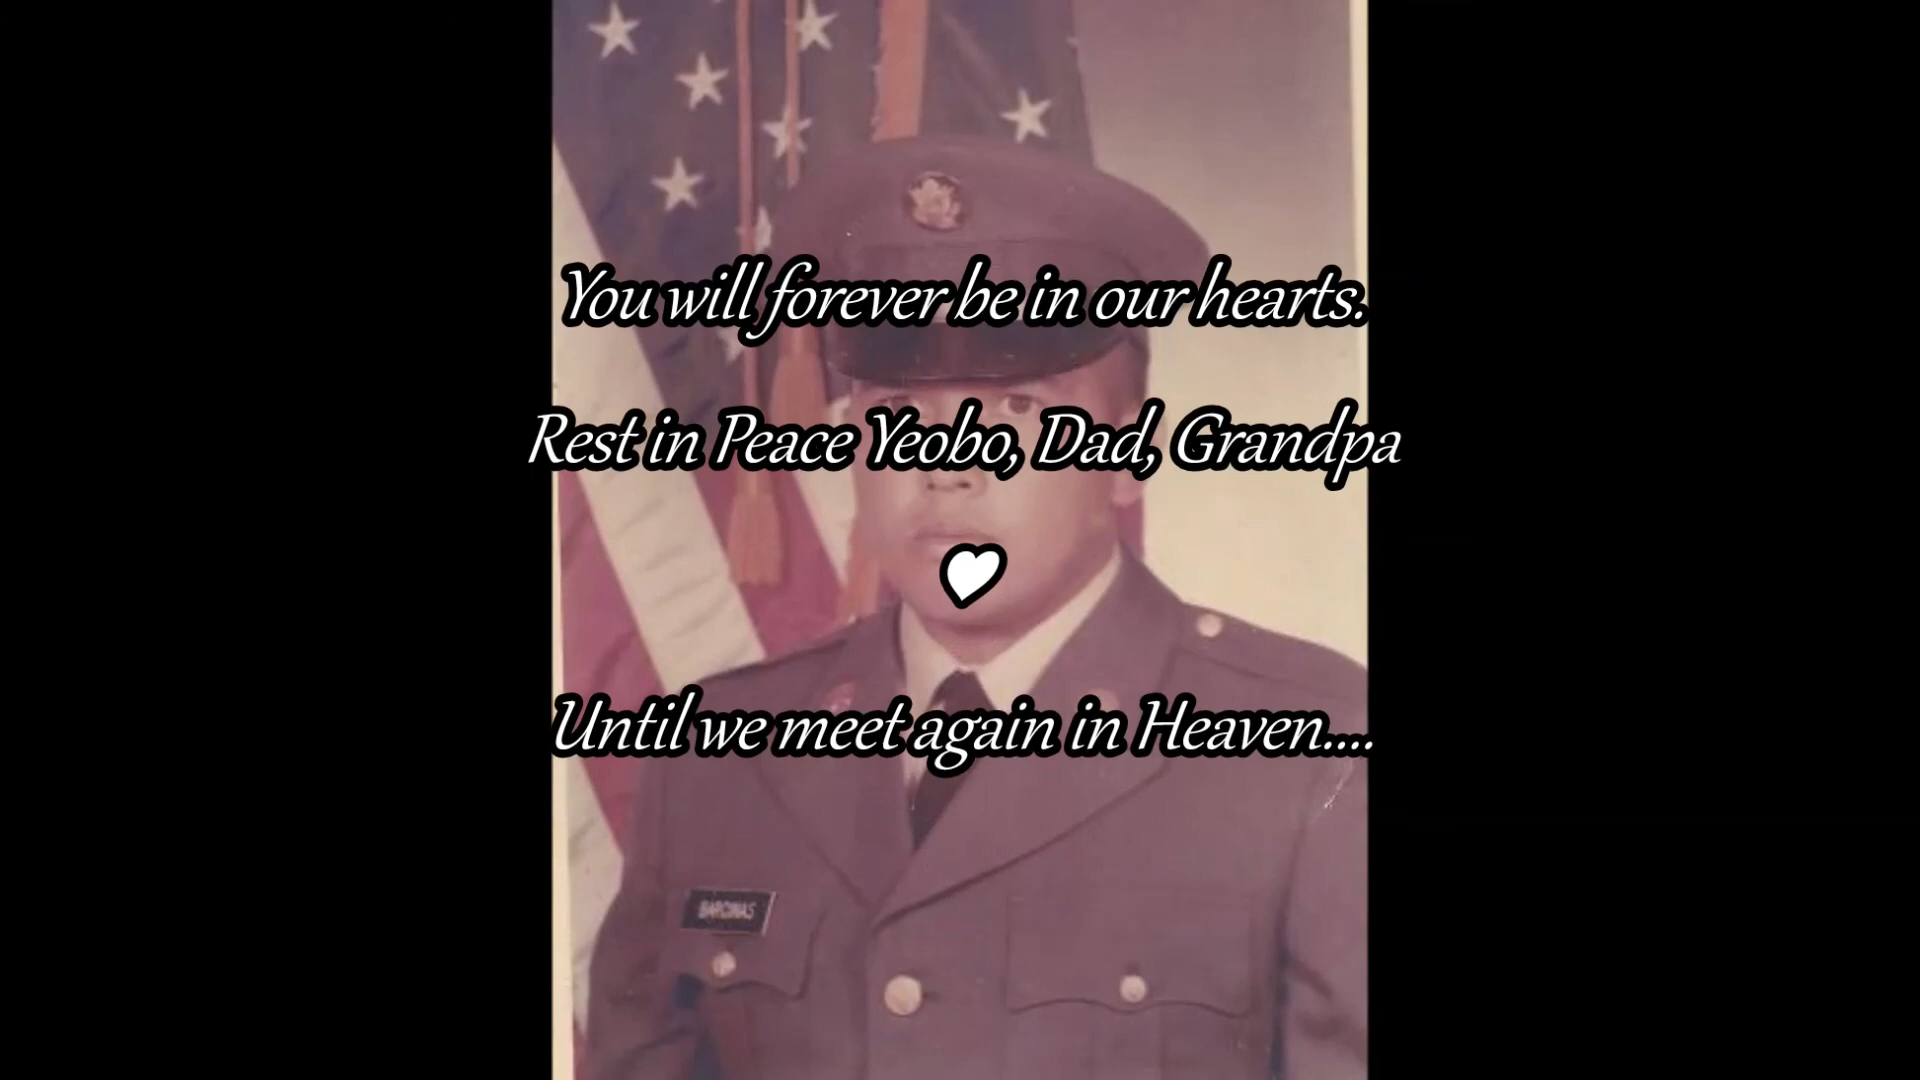 You will forever be in our hearts.
Rest in Peace Yeobo, Dad, Grandpa
Until we meet again in Heaven....
BARCINAS